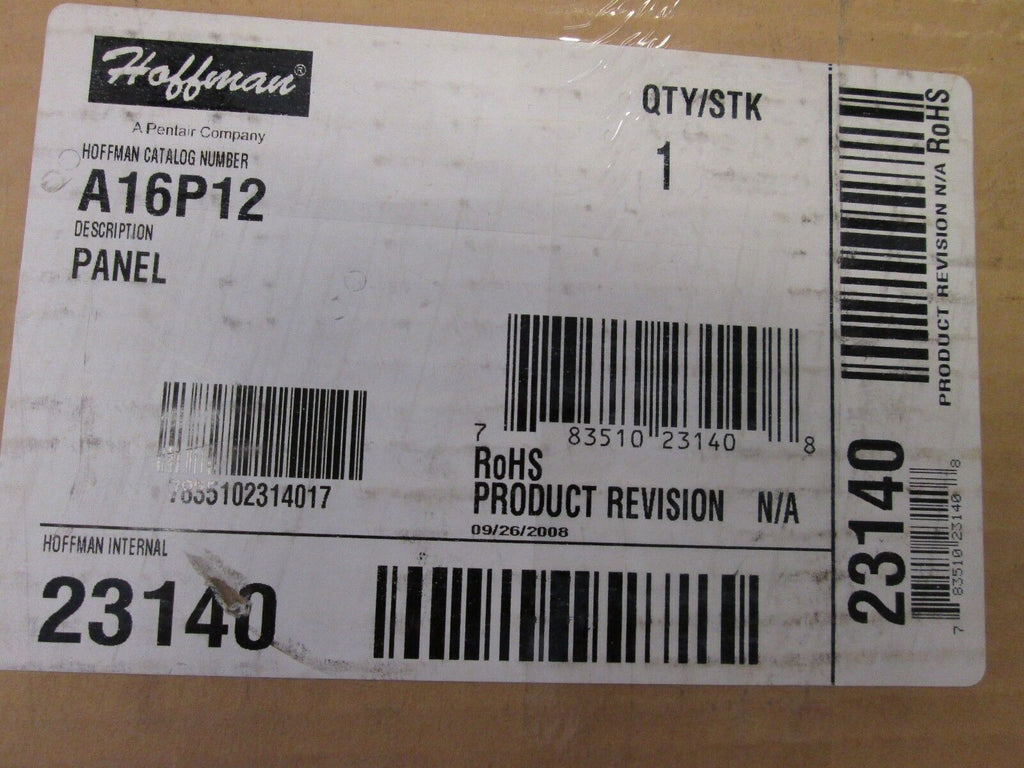 Hoffman®
A Pentair Company
HOFFMAN CATALOG NUMBER
A16P12
DESCRIPTION
PANEL
QTY/STK
1
7 83510 23140 8
RoHS
PRODUCT REVISION N/A
09/26/2008
HOFFMAN INTERNAL
23140
PRODUCT REVISION N/A RoHS
23140
7 83510 23140 8